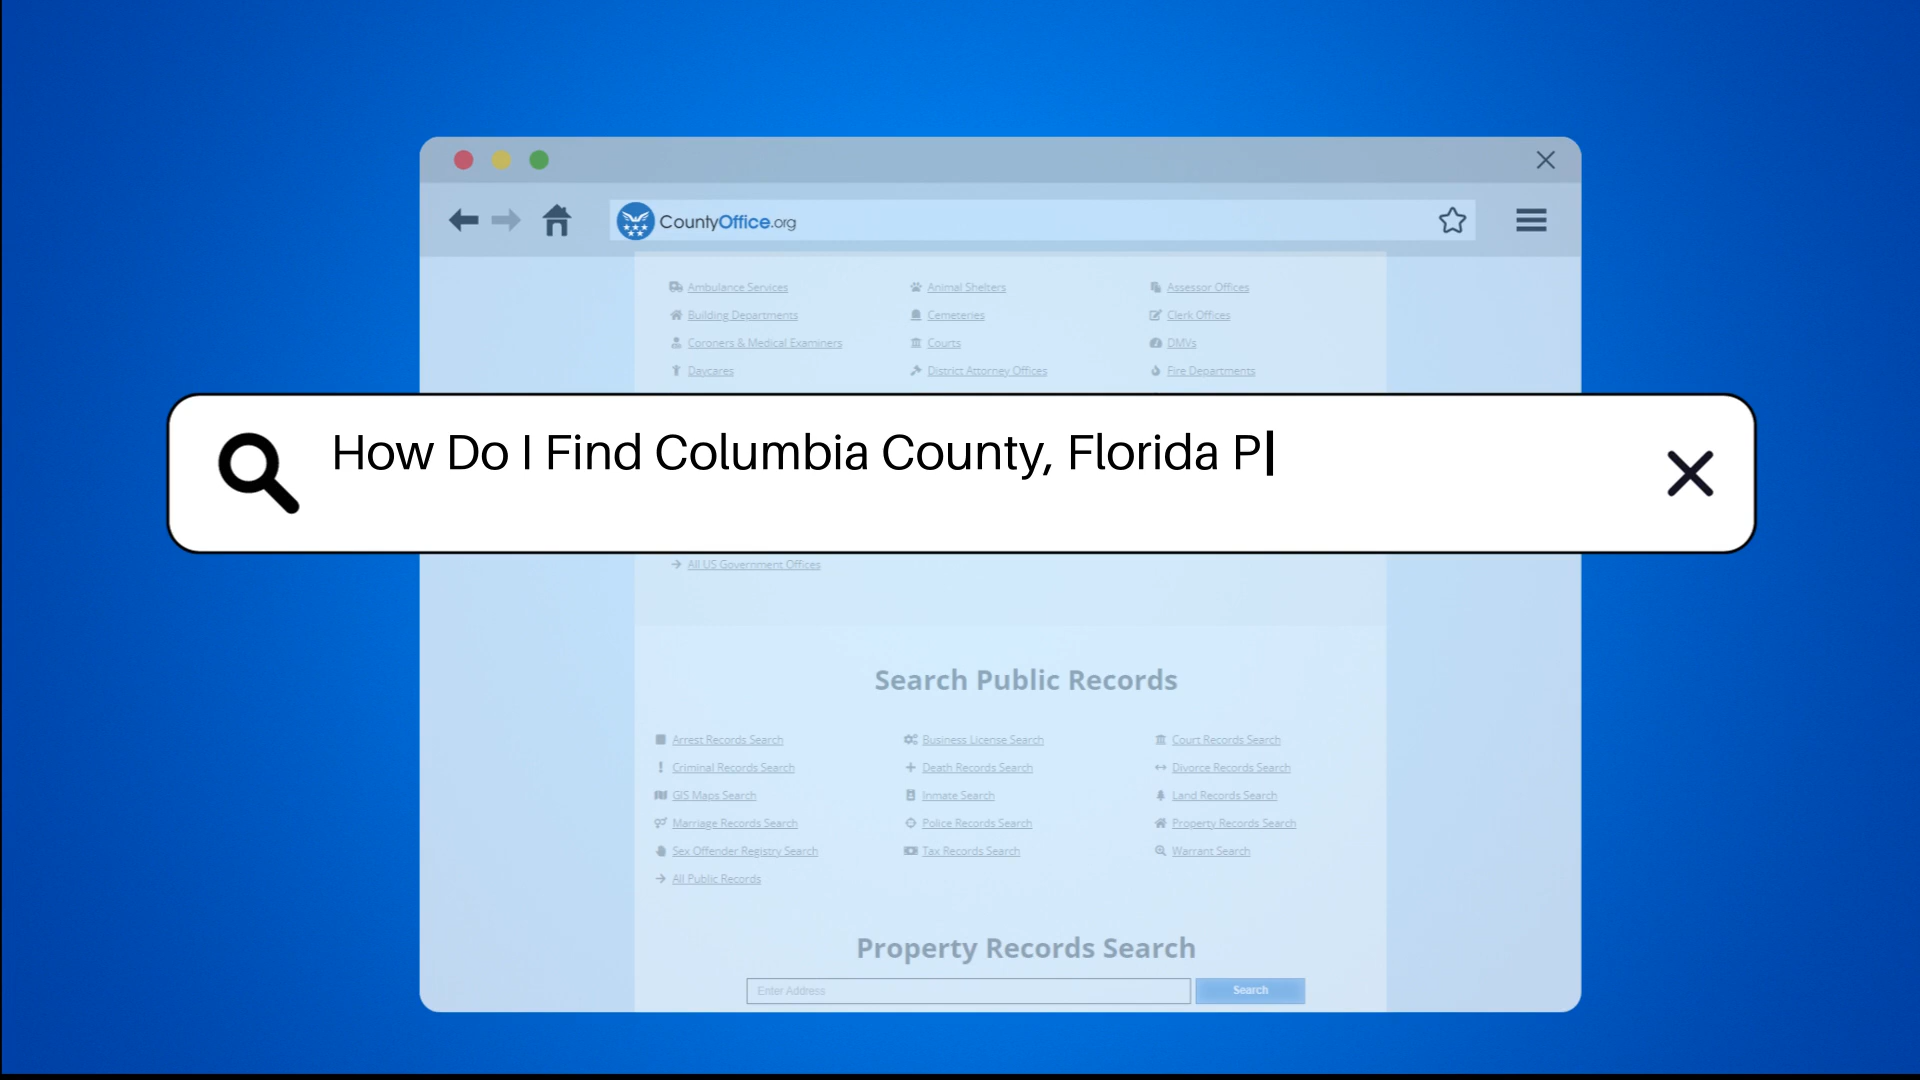 CountyOffice.org
Ambulance Services Animal Shelters Assessor Offices
Building Departments Cemeteries Clerk Offices
Coroners & Medical Examiners Courts DMVs
Daycares District Attorney Offices Fire Departments
How Do I Find Columbia County, Florida P
All US Government Offices
Search Public Records
Arrest Records Search Business License Search Court Records Search
Criminal Records Search Death Records Search Divorce Records Search
GIS Maps Search Inmate Search Land Records Search
Marriage Records Search Police Records Search Property Records Search
Sex Offender Registry Search Tax Records Search Warrant Search
All Public Records
Property Records Search
Enter Address Search